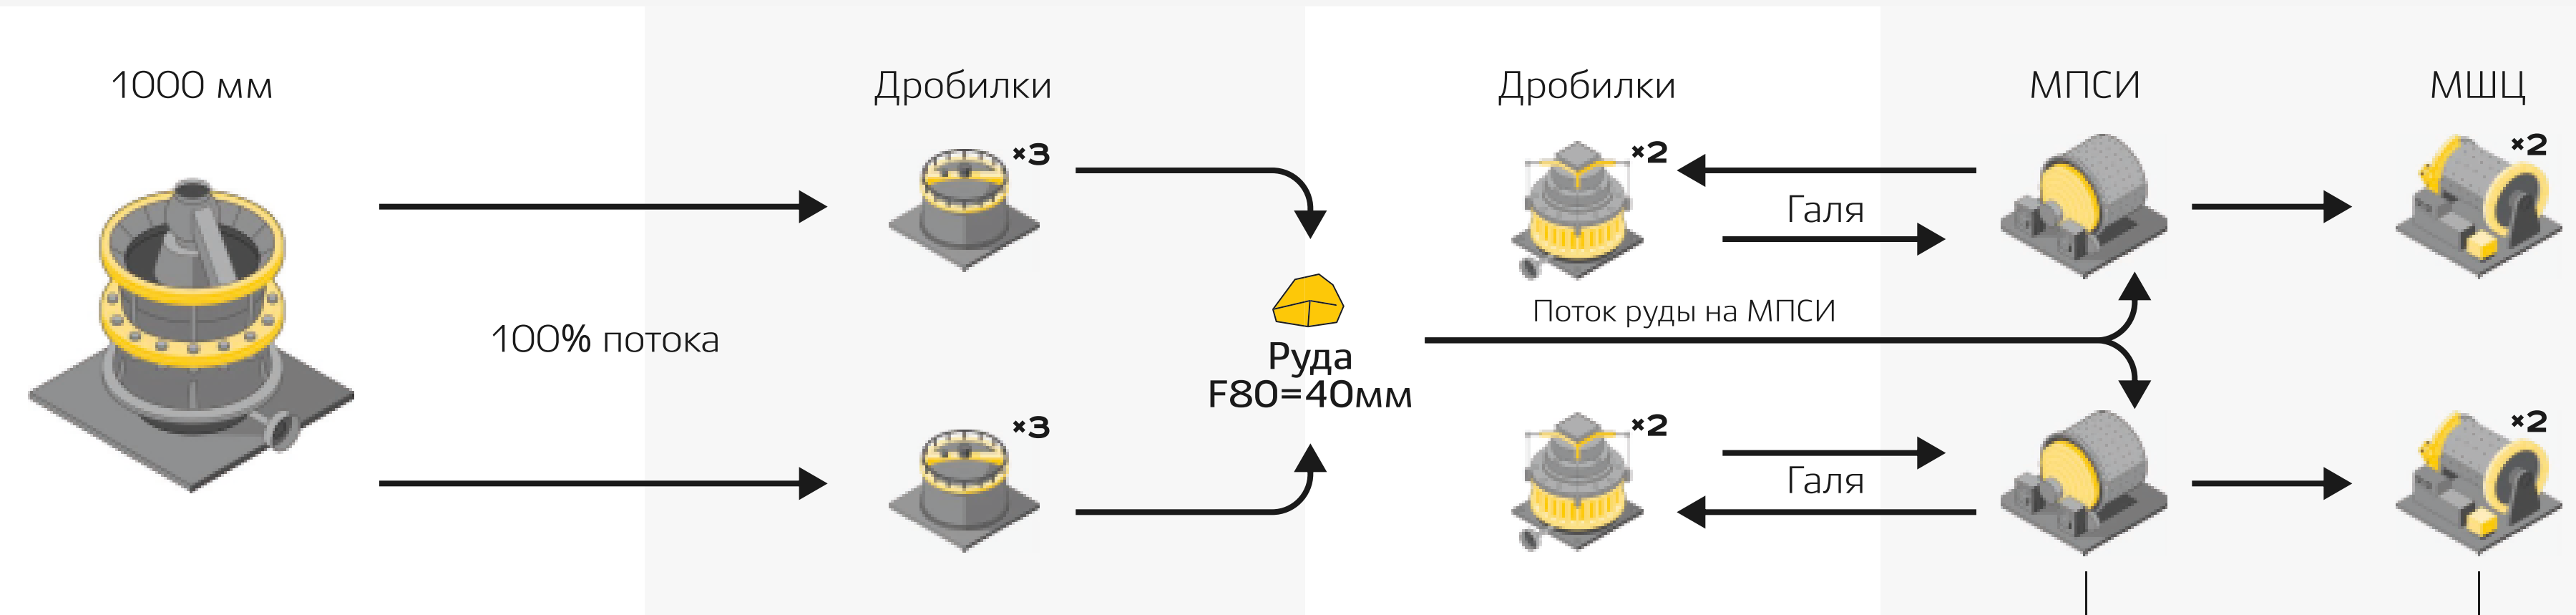 1000 мм
Дробилки
Дробилки
МПСИ
МШЦ
×3
×2
×2
Галя
Поток руды на МПСИ
100% потока
Руда
F80=40мм
×3
×2
×2
Галя